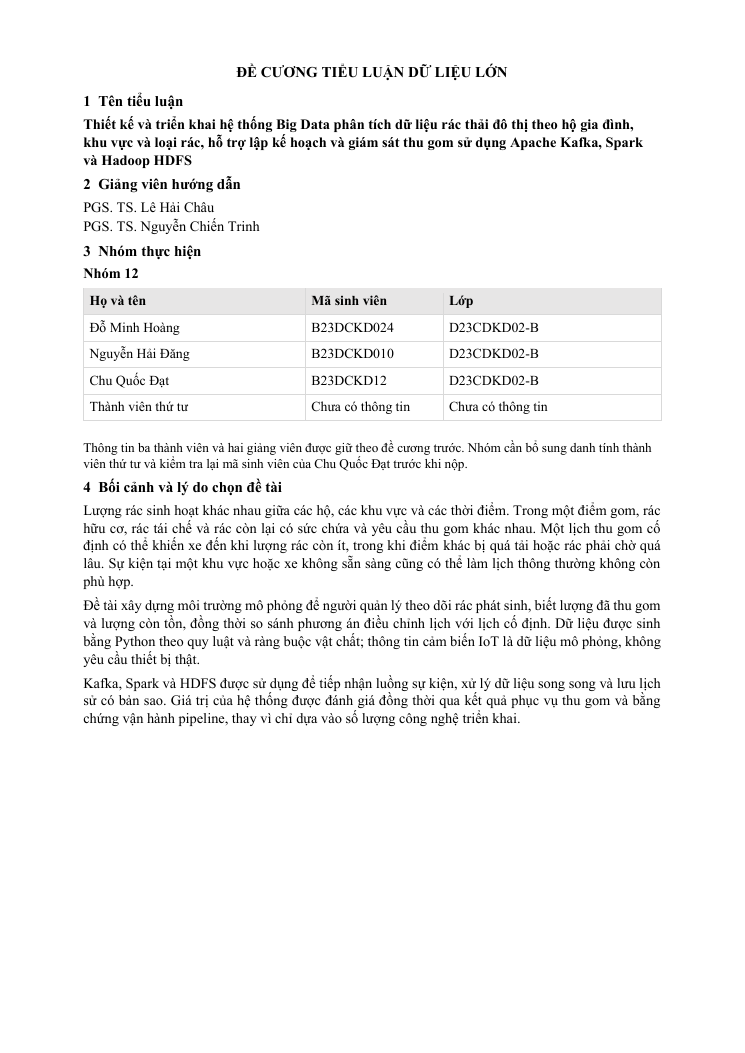 ĐỀ CƯƠNG TIỂU LUẬN DỮ LIỆU LỚN
1 Tên tiểu luận
Thiết kế và triển khai hệ thống Big Data phân tích dữ liệu rác thải đô thị theo hộ gia đình,
khu vực và loại rác, hỗ trợ lập kế hoạch và giám sát thu gom sử dụng Apache Kafka, Spark
và Hadoop HDFS
2 Giảng viên hướng dẫn
PGS. TS. Lê Hải Châu
PGS. TS. Nguyễn Chiến Trinh
3 Nhóm thực hiện
Nhóm 12
Họ và tên Mã sinh viên Lớp
Đỗ Minh Hoàng B23DCKD024 D23CDKD02-B
Nguyễn Hải Đăng B23DCKD010 D23CDKD02-B
Chu Quốc Đạt B23DCKD12 D23CDKD02-B
Thành viên thứ tư Chưa có thông tin Chưa có thông tin
Thông tin ba thành viên và hai giảng viên được giữ theo đề cương trước. Nhóm cần bổ sung danh tính thành
viên thứ tư và kiểm tra lại mã sinh viên của Chu Quốc Đạt trước khi nộp.
4 Bối cảnh và lý do chọn đề tài
Lượng rác sinh hoạt khác nhau giữa các hộ, các khu vực và các thời điểm. Trong một điểm gom, rác
hữu cơ, rác tái chế và rác còn lại có sức chứa và yêu cầu thu gom khác nhau. Một lịch thu gom cố
định có thể khiến xe đến khi lượng rác còn ít, trong khi điểm khác bị quá tải hoặc rác phải chờ quá
lâu. Sự kiện tại một khu vực hoặc xe không sẵn sàng cũng có thể làm lịch thông thường không còn
phù hợp.
Đề tài xây dựng môi trường mô phỏng để người quản lý theo dõi rác phát sinh, biết lượng đã thu gom
và lượng còn tồn, đồng thời so sánh phương án điều chỉnh lịch với lịch cố định. Dữ liệu được sinh
bằng Python theo quy luật và ràng buộc vật chất; thông tin cảm biến IoT là dữ liệu mô phỏng, không
yêu cầu thiết bị thật.
Kafka, Spark và HDFS được sử dụng để tiếp nhận luồng sự kiện, xử lý dữ liệu song song và lưu lịch
sử có bản sao. Giá trị của hệ thống được đánh giá đồng thời qua kết quả phục vụ thu gom và bằng
chứng vận hành pipeline, thay vì chỉ dựa vào số lượng công nghệ triển khai.